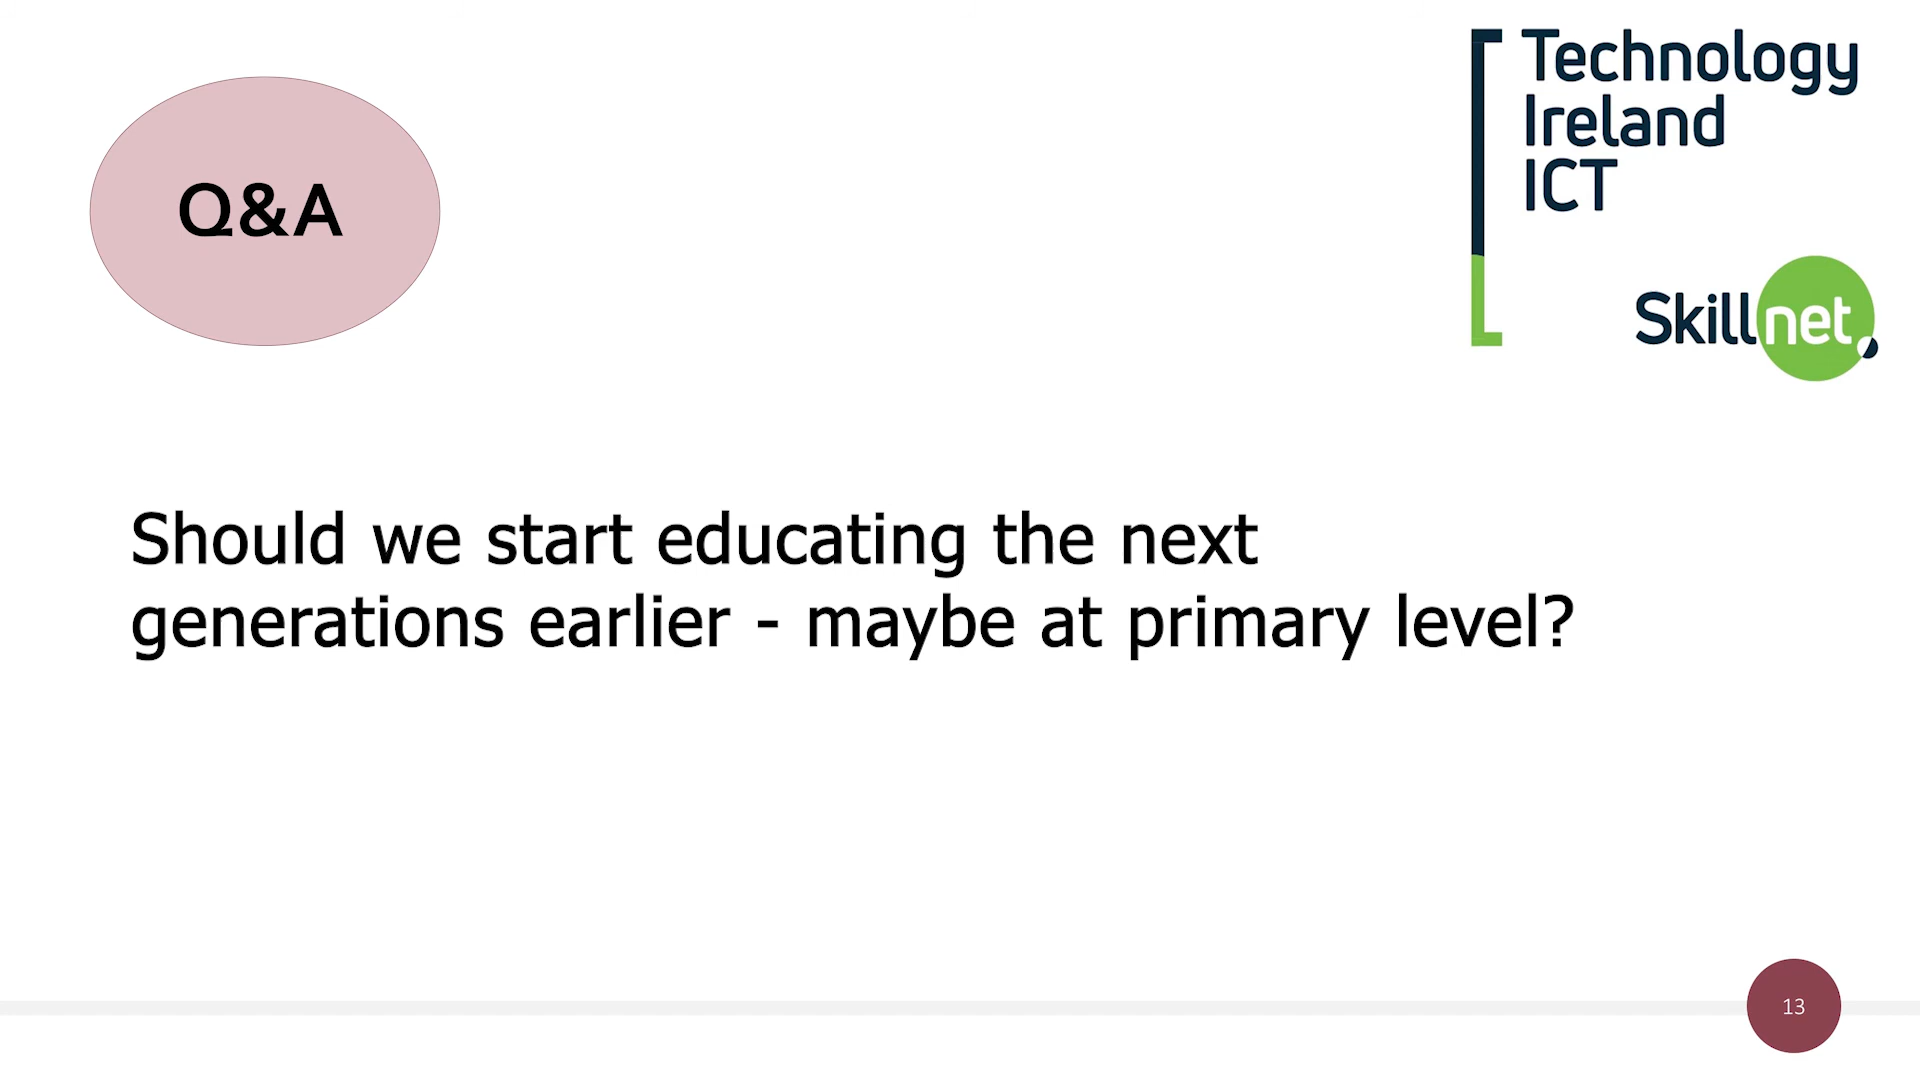 Q&A
Technology
Ireland
ICT
Skillnet
Should we start educating the next
generations earlier - maybe at primary level?
13